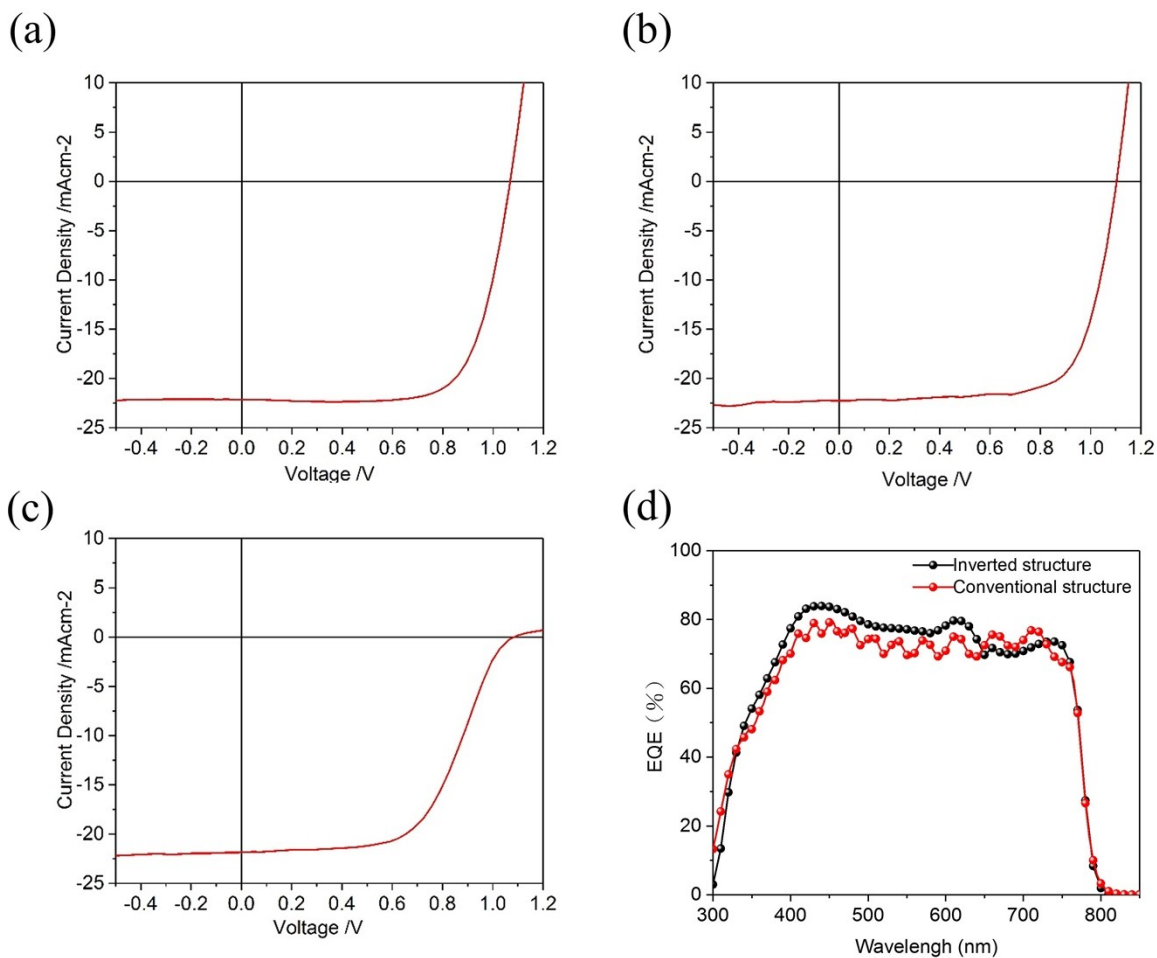 (a)
10
5
0
-5
-10
-15
-20
-25
Current Density /mAcm-2
-0.4 -0.2 0.0 0.2 0.4 0.6 0.8 1.0 1.2
Voltage /V
(b)
10
5
0
-5
-10
-15
-20
-25
Current Density /mAcm-2
-0.4 -0.2 0.0 0.2 0.4 0.6 0.8 1.0 1.2
Voltage /V
(c)
10
5
0
-5
-10
-15
-20
-25
Current Density /mAcm-2
-0.4 -0.2 0.0 0.2 0.4 0.6 0.8 1.0 1.2
Voltage /V
(d)
100
80
60
40
20
0
EQE（%）
Inverted structure
Conventional structure
300 400 500 600 700 800
Wavelengh (nm)